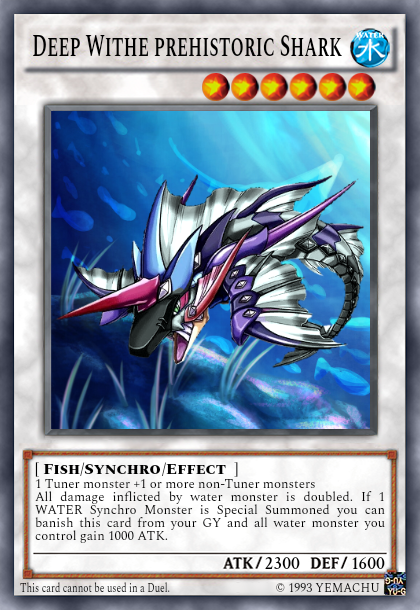 DEEP WITHE PREHISTORIC SHARK
WATER
水
[ FISH/SYNCHRO/EFFECT ]
1 Tuner monster +1 or more non-Tuner monsters
All damage inflicled by water monster is doubled. If 1
WATER Synchro Monster is Special Summoned you can
banish this card from your GY and all water monster you
control gain 1000 ATK.
ATK/2300 DEF/1600
This card cannot be used in a Duel.
© 1993 YEMACHU